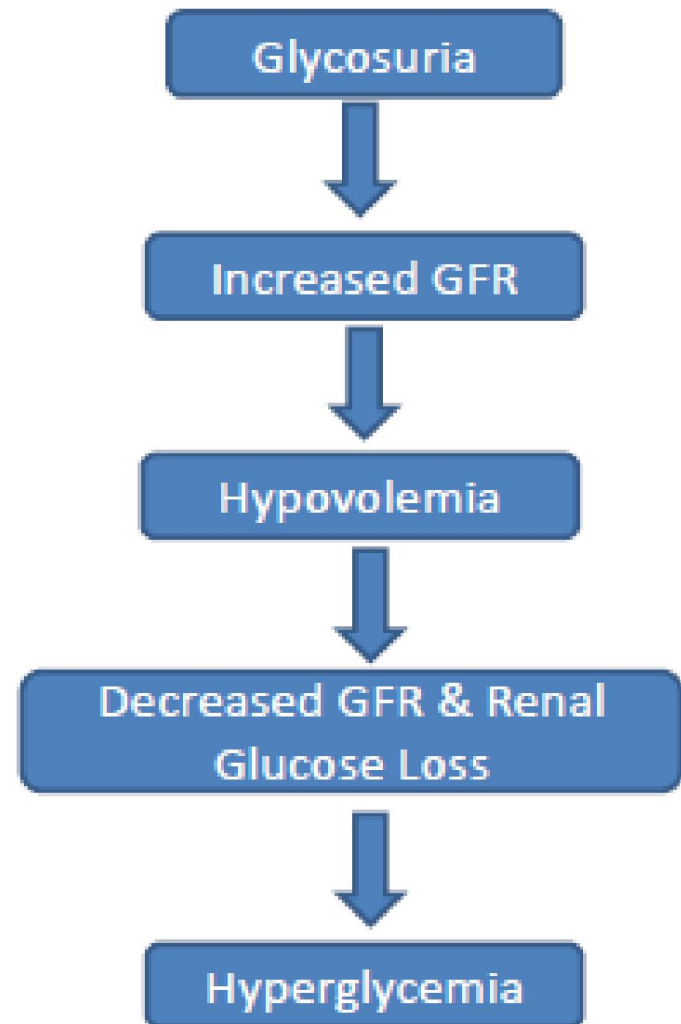 Glycosuria
Increased GFR
Hypovolemia
Decreased GFR & Renal
Glucose Loss
Hyperglycemia